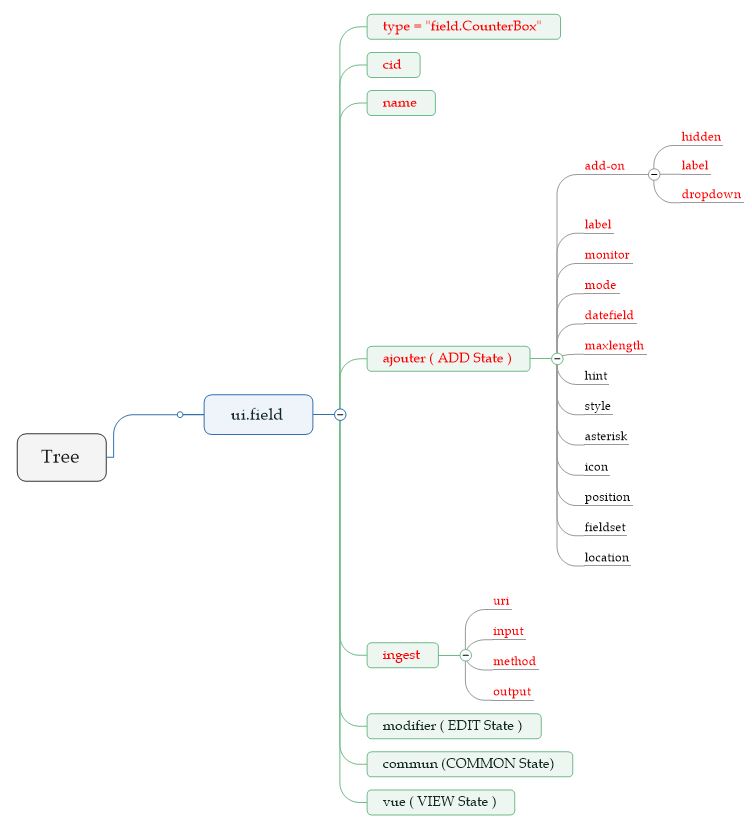 Tree
ui.field
type = "field.CounterBox"
cid
name
ajouter ( ADD State )
add-on
hidden
label
dropdown
label
monitor
mode
datefield
maxlength
hint
style
asterisk
icon
position
fieldset
location
ingest
uri
input
method
output
modifier ( EDIT State )
commun (COMMON State)
vue ( VIEW State )